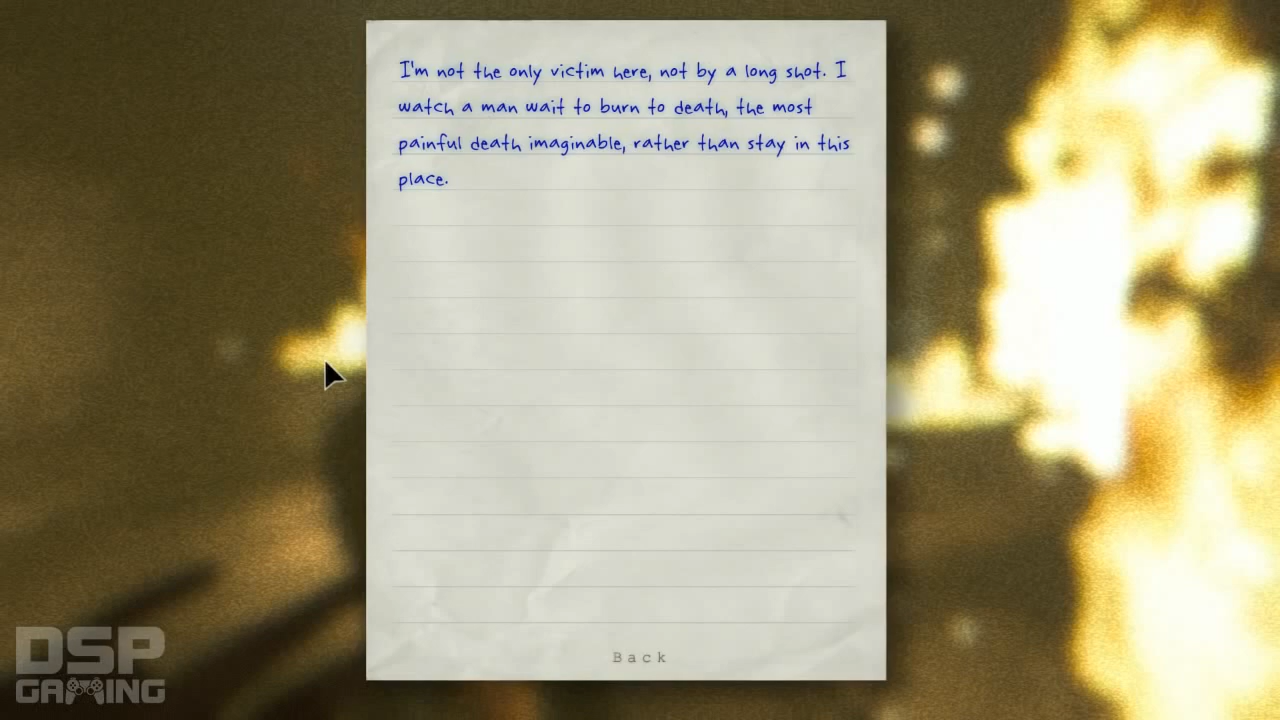 I'm not the only victim here, not by a long shot. I
watch a man wait to burn to death, the most
painful death imaginable, rather than stay in this
place.
Back
DSP
GAMING